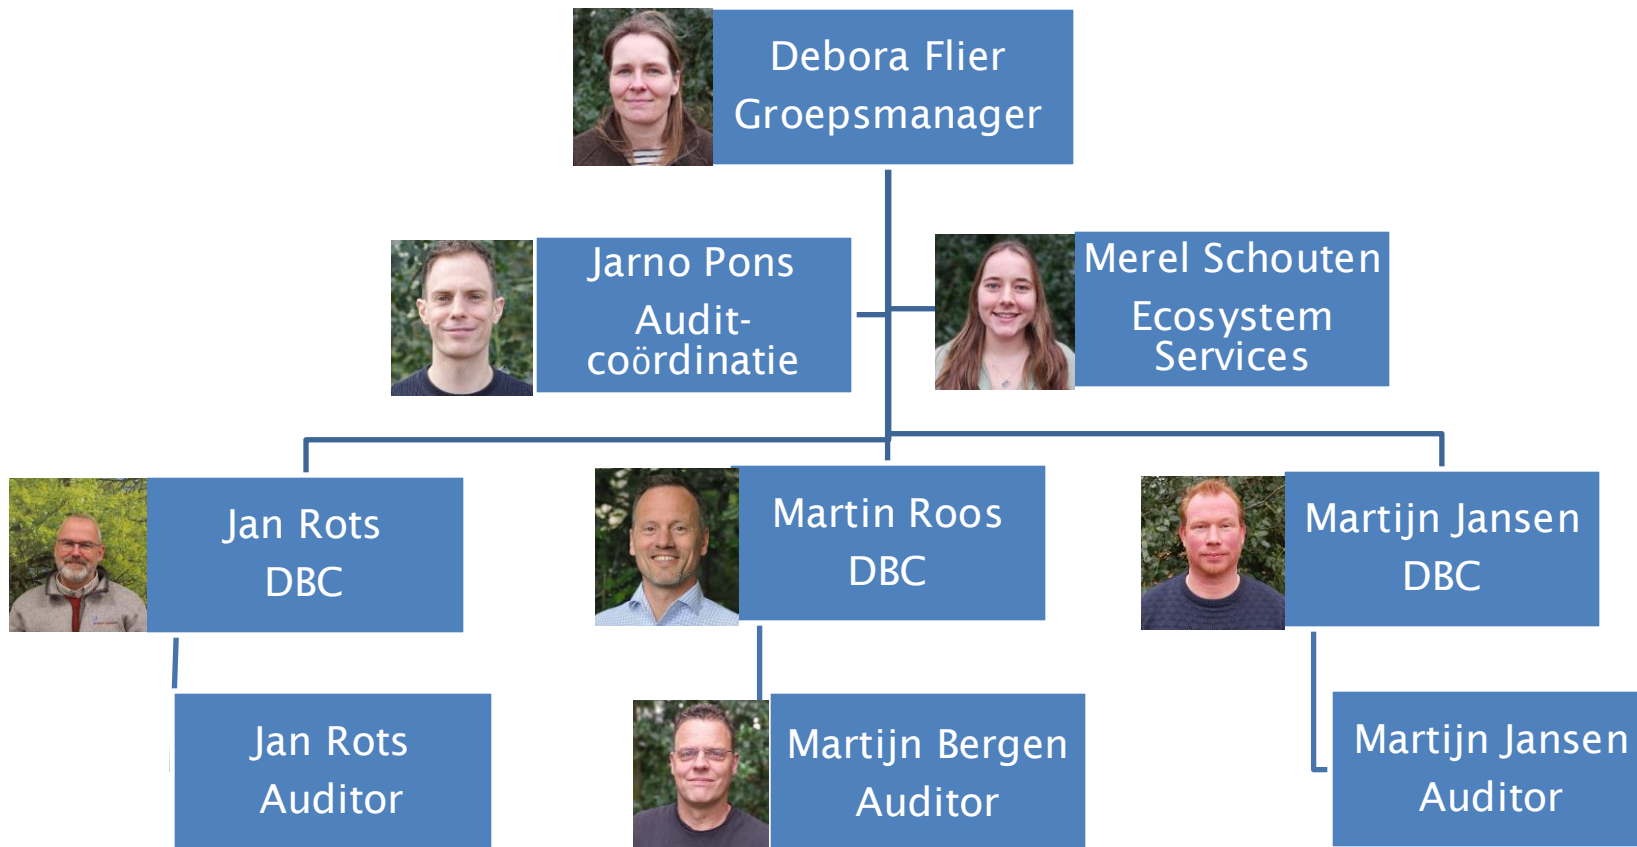 Debora Flier
Groepsmanager
Jarno Pons
Audit-
coördinatie
Merel Schouten
Ecosystem
Services
Jan Rots
DBC
Martin Roos
DBC
Martijn Jansen
DBC
Jan Rots
Auditor
Martijn Bergen
Auditor
Martijn Jansen
Auditor